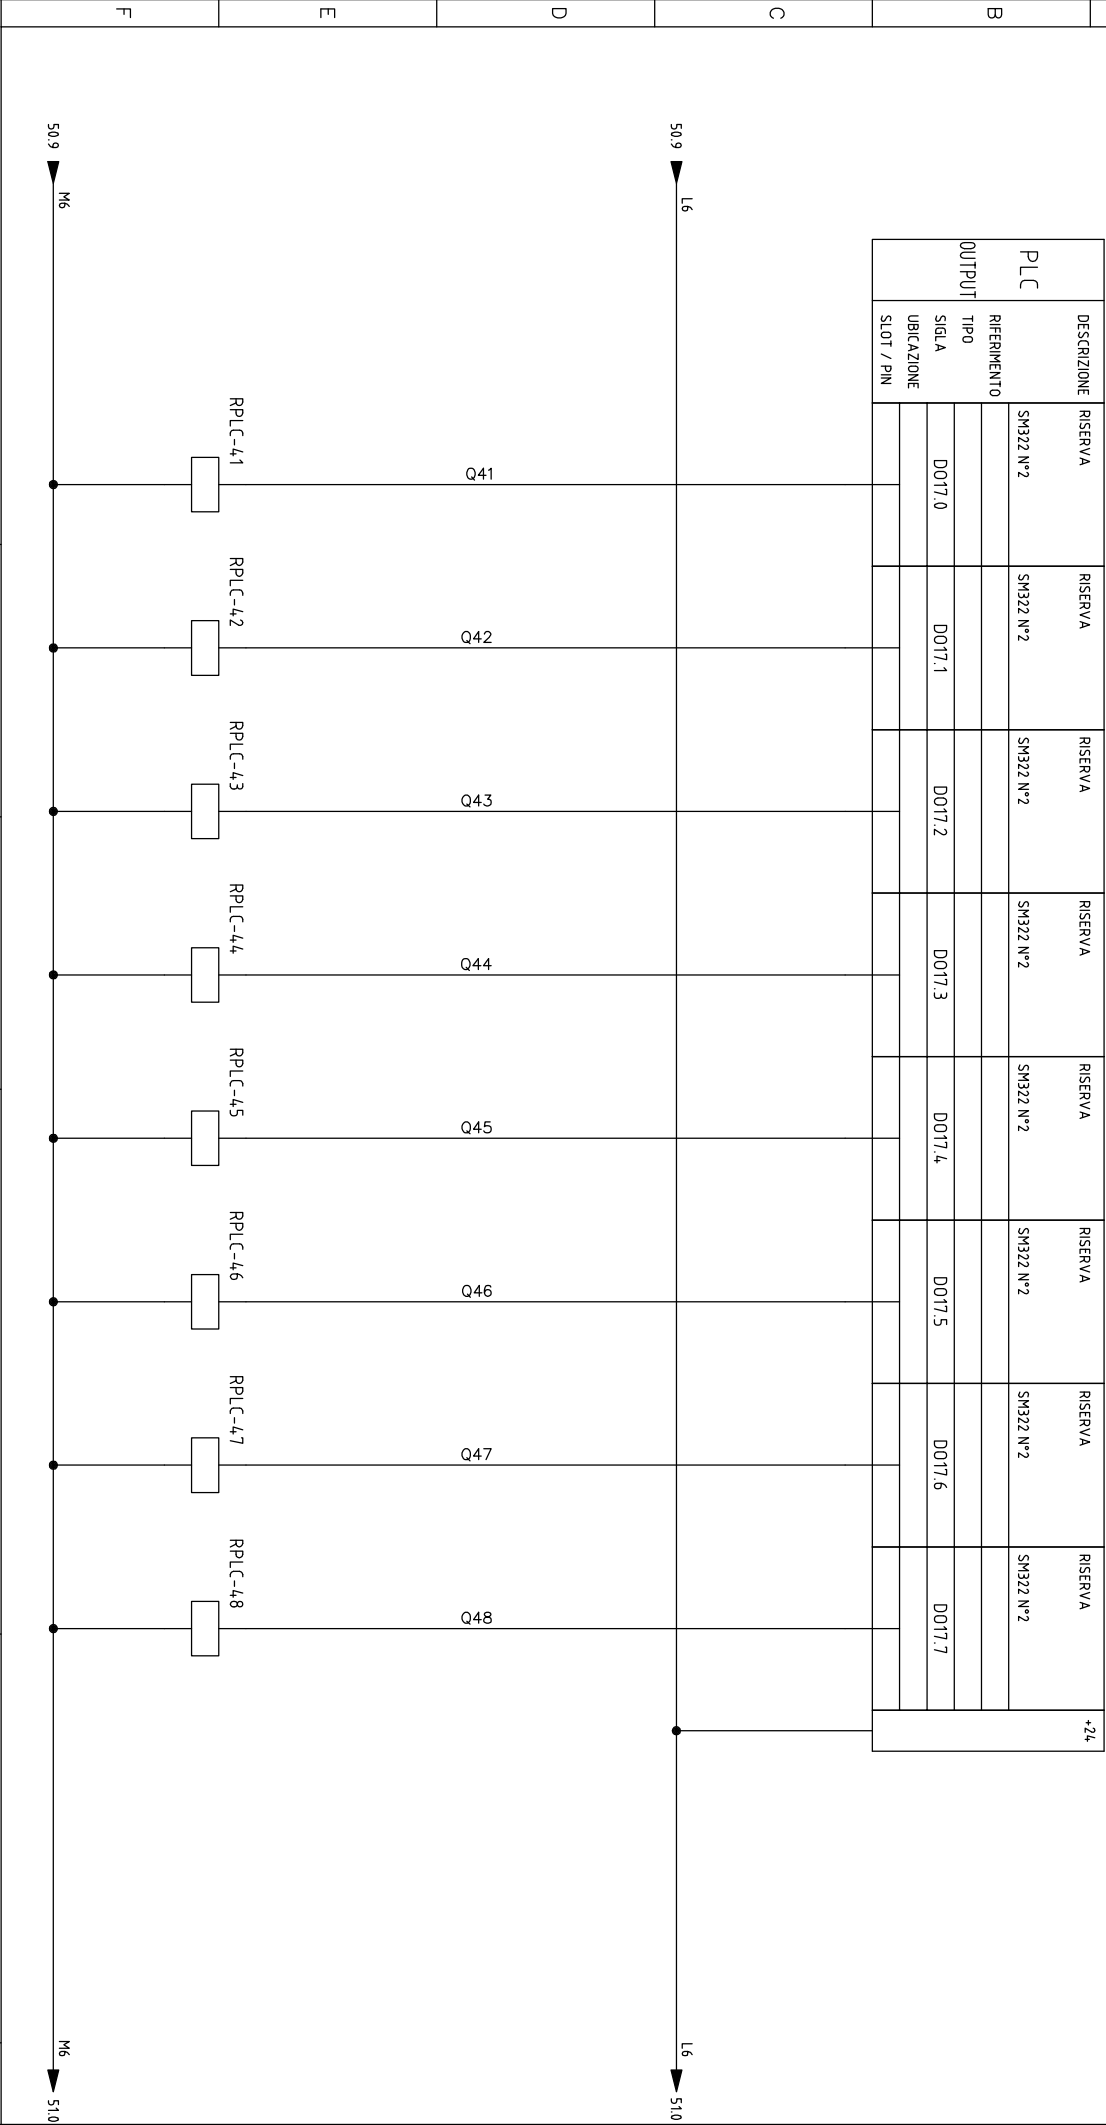 B
C
D
E
F
PLC
OUTPUT
DESCRIZIONE
RIFERIMENTO
TIPO
SIGLA
UBICAZIONE
SLOT / PIN
RISERVA RISERVA RISERVA RISERVA RISERVA RISERVA RISERVA RISERVA +24
SM322 N°2 SM322 N°2 SM322 N°2 SM322 N°2 SM322 N°2 SM322 N°2 SM322 N°2 SM322 N°2
DO17.0 DO17.1 DO17.2 DO17.3 DO17.4 DO17.5 DO17.6 DO17.7
50.9 L6 L6 51.0
Q41 Q42 Q43 Q44 Q45 Q46 Q47 Q48
RPLC-41 RPLC-42 RPLC-43 RPLC-44 RPLC-45 RPLC-46 RPLC-47 RPLC-48
50.9 M6 M6 51.0